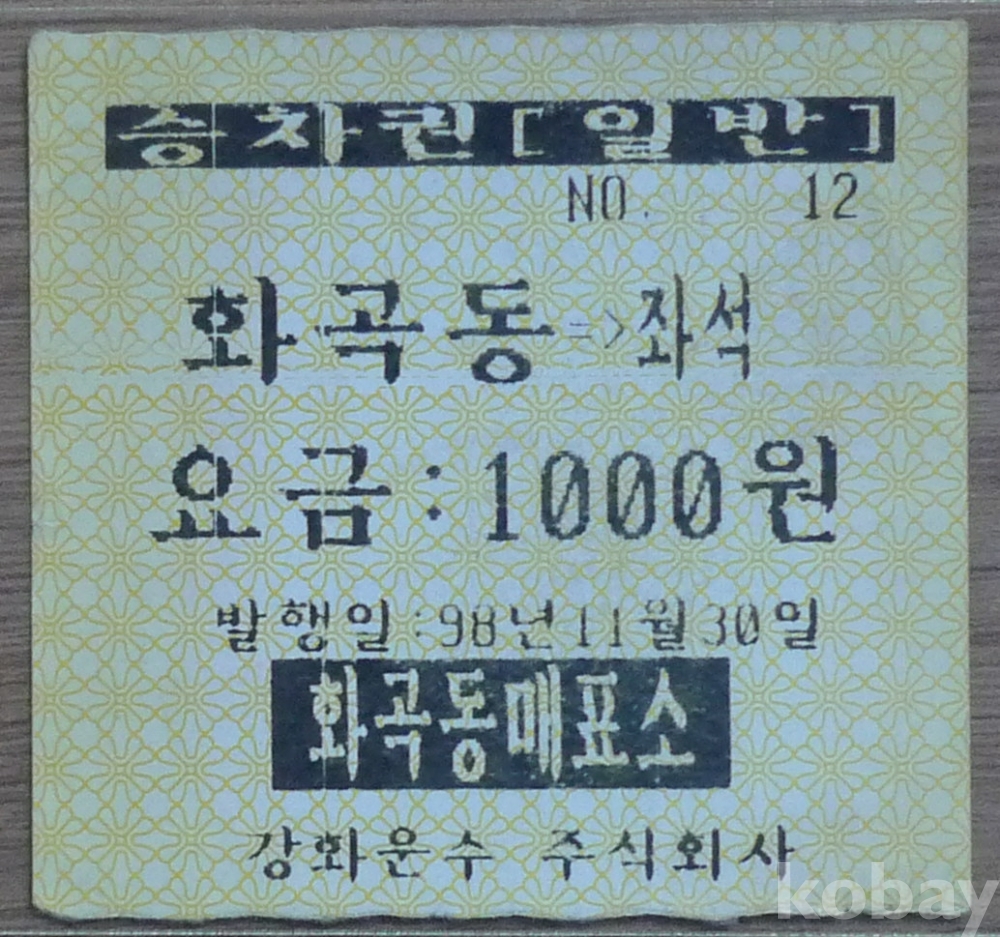 승차권[일반]
NO. 12
화곡동=>좌석
요금:1000원
발행일:98년11월30일
화곡동매표소
강화운수 주식회사
kobay